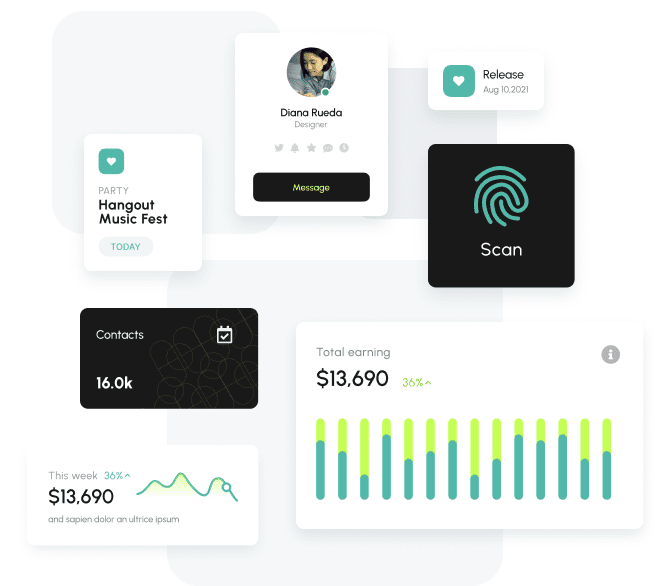 Diana Rueda
Designer
Message
Release
Aug 10,2021
PARTY
Hangout
Music Fest
TODAY
Scan
Contacts
16.0k
Total earning
$13,690 36%
This week 36%
$13,690
and sapien dolor an ultrice ipsum